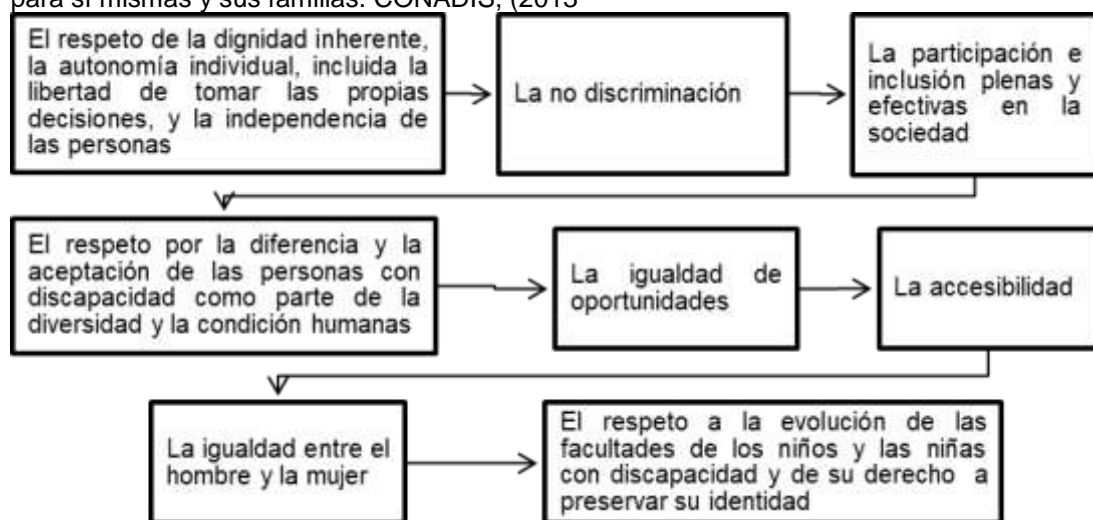 para sí mismas y sus familias. CONADIS, (2013
El respeto de la dignidad inherente,
la autonomía individual, incluida la
libertad de tomar las propias
decisiones, y la independencia de
las personas
La no discriminación
La participación e
inclusión plenas y
efectivas en la
sociedad
El respeto por la diferencia y la
aceptación de las personas con
discapacidad como parte de la
diversidad y la condición humanas
La igualdad de
oportunidades
La accesibilidad
La igualdad entre el
hombre y la mujer
El respeto a la evolución de las
facultades de los niños y las niñas
con discapacidad y de su derecho a
preservar su identidad